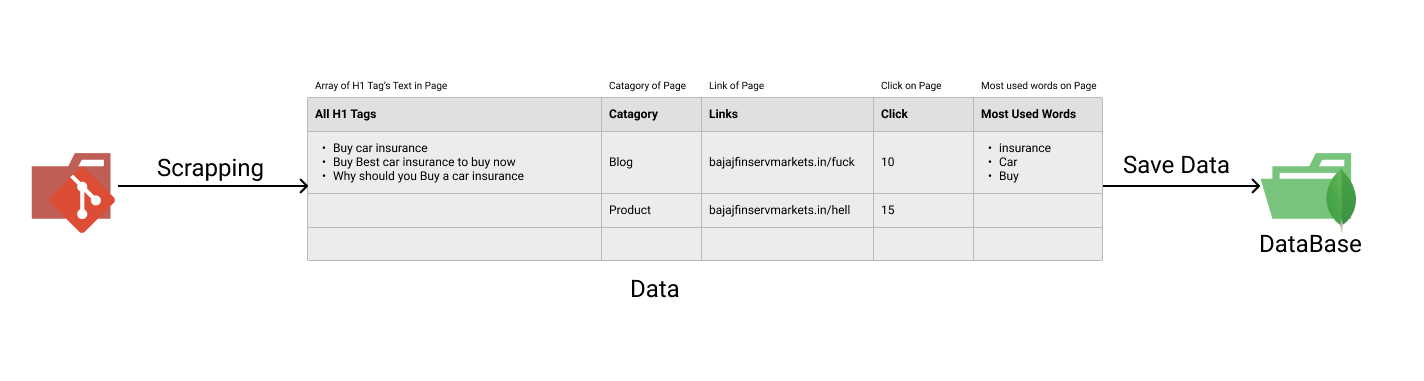 Array of H1 Tag's Text in Page
Catagory of Page
Link of Page
Click on Page
Most used words on Page
All H1 Tags
Catagory
Links
Click
Most Used Words
Scrapping
• Buy car insurance
• Buy Best car insurance to buy now
• Why should you Buy a car insurance
Blog
bajajfinservmarkets.in/fuck
10
• insurance
• Car
• Buy
Save Data
Product
bajajfinservmarkets.in/hell
15
DataBase
Data